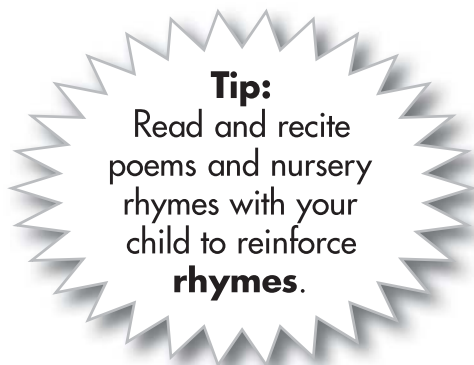 Tip:
Read and recite
poems and nursery
rhymes with your
child to reinforce
rhymes.